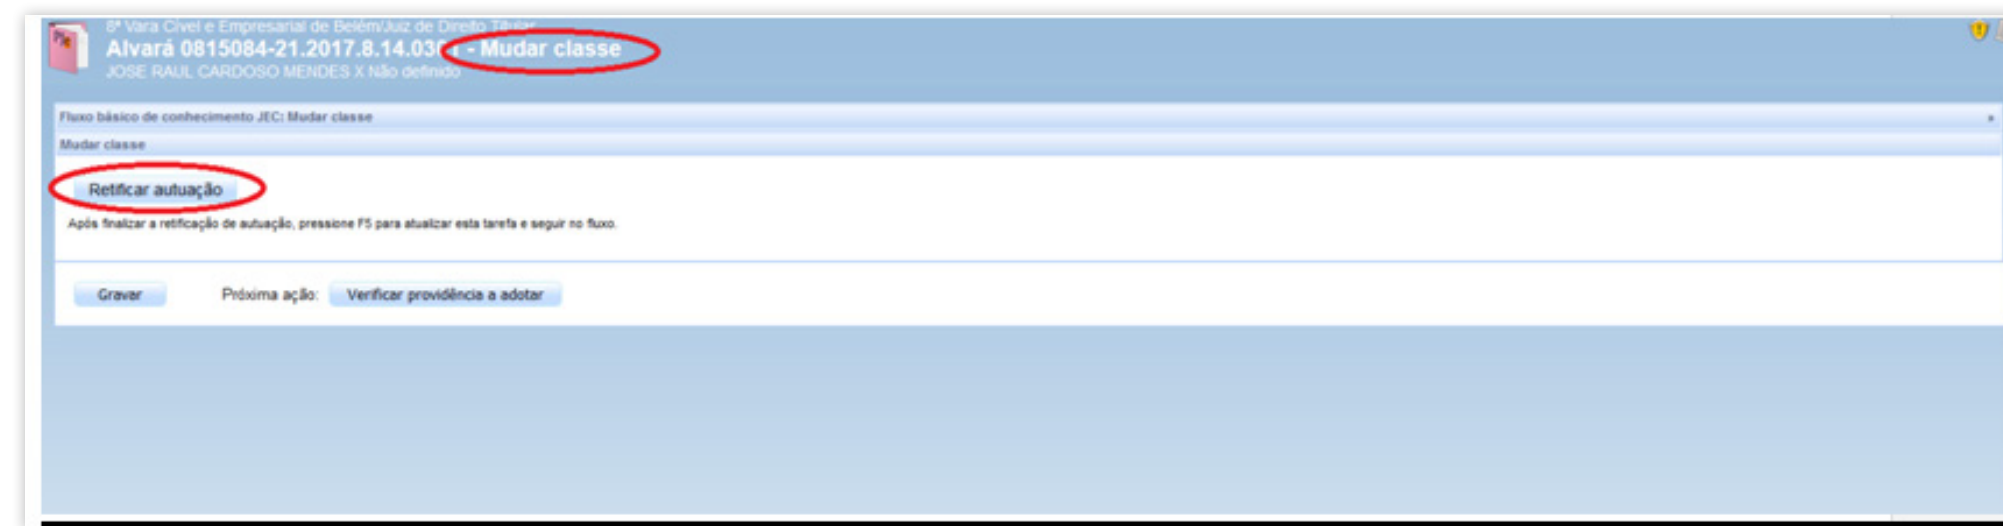 8ª Vara Cível e Empresarial de Belém/Juiz de Direito Titular
Alvará 0815084-21.2017.8.14.0301 - Mudar classe
JOSE RAUL CARDOSO MENDES X Não definido
Fluxo básico de conhecimento JEC: Mudar classe
Mudar classe
Retificar autuação
Após finalizar a retificação de autuação, pressione F5 para atualizar esta tarefa e seguir no fluxo.
Gravar Próxima ação: Verificar providência a adotar